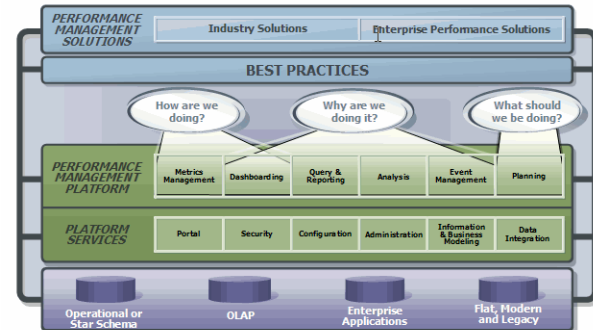 PERFORMANCE
MANAGEMENT
SOLUTIONS
Industry Solutions
Enterprise Performance Solutions
BEST PRACTICES
How are we
doing?
Why are we
doing it?
What should
we be doing?
PERFORMANCE
MANAGEMENT
PLATFORM
Metrics
Management
Dashboarding
Query &
Reporting
Analysis
Event
Management
Planning
PLATFORM
SERVICES
Portal
Security
Configuration
Administration
Information
& Business
Modeling
Data
Integration
Operational or
Star Schema
OLAP
Enterprise
Applications
Flat, Modern
and Legacy